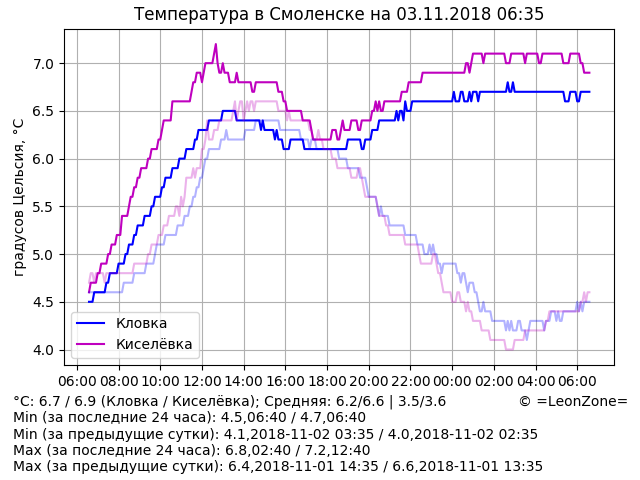 Температура в Смоленске на 03.11.2018 06:35
градусов Цельсия, °C
7.0
6.5
6.0
5.5
5.0
4.5
4.0
Кловка
Киселёвка
06:00 08:00 10:00 12:00 14:00 16:00 18:00 20:00 22:00 00:00 02:00 04:00 06:00
°C: 6.7 / 6.9 (Кловка / Киселёвка); Средняя: 6.2/6.6 | 3.5/3.6 © =LeonZone=
Min (за последние 24 часа): 4.5,06:40 / 4.7,06:40
Min (за предыдущие сутки): 4.1,2018-11-02 03:35 / 4.0,2018-11-02 02:35
Max (за последние 24 часа): 6.8,02:40 / 7.2,12:40
Max (за предыдущие сутки): 6.4,2018-11-01 14:35 / 6.6,2018-11-01 13:35